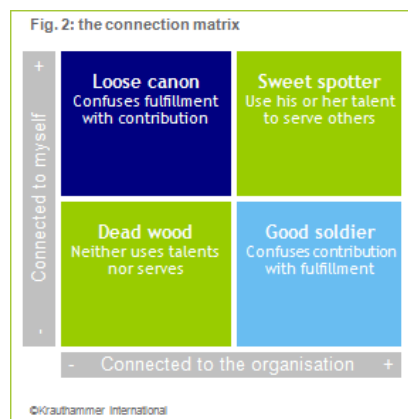 Fig. 2: the connection matrix
+
Connected to myself
-
Loose canon
Confuses fulfillment
with contribution
Sweet spotter
Use his or her talent
to serve others
Dead wood
Neither uses talents
nor serves
Good soldier
Confuses contribution
with fulfillment
- Connected to the organisation +
©Krauthammer International